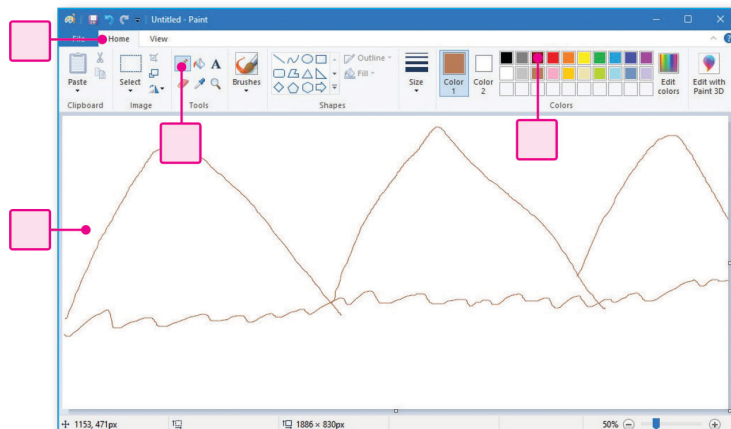 Untitled - Paint
File Home View
Paste
Select
A
Brushes
Outline
Fill
Size
Color 1
Color 2
Edit colors
Edit with Paint 3D
Clipboard
Image
Tools
Shapes
Colors
1153, 471px
1886 × 830px
50%